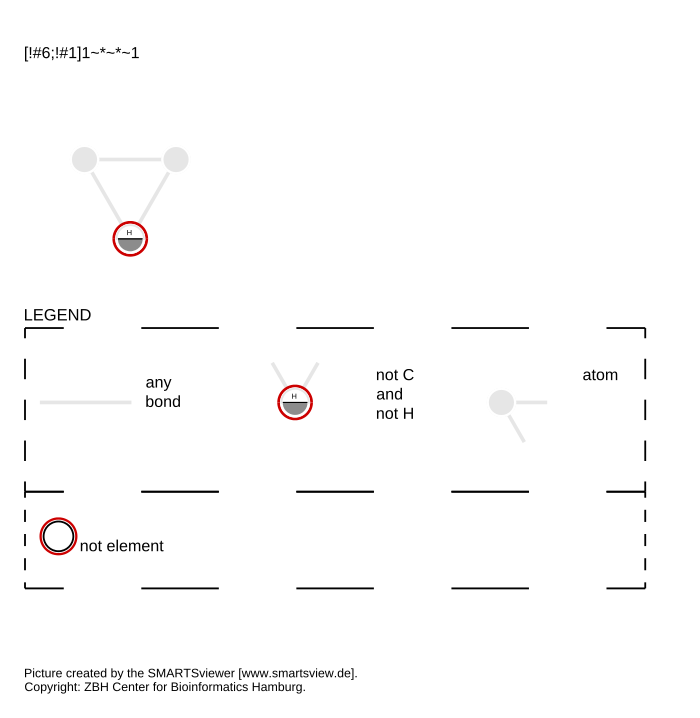 [!#6;!#1]1~*~*~1
H
LEGEND
any
bond
H
not C
and
not H
atom
not element
Picture created by the SMARTSviewer [www.smartsview.de].
Copyright: ZBH Center for Bioinformatics Hamburg.